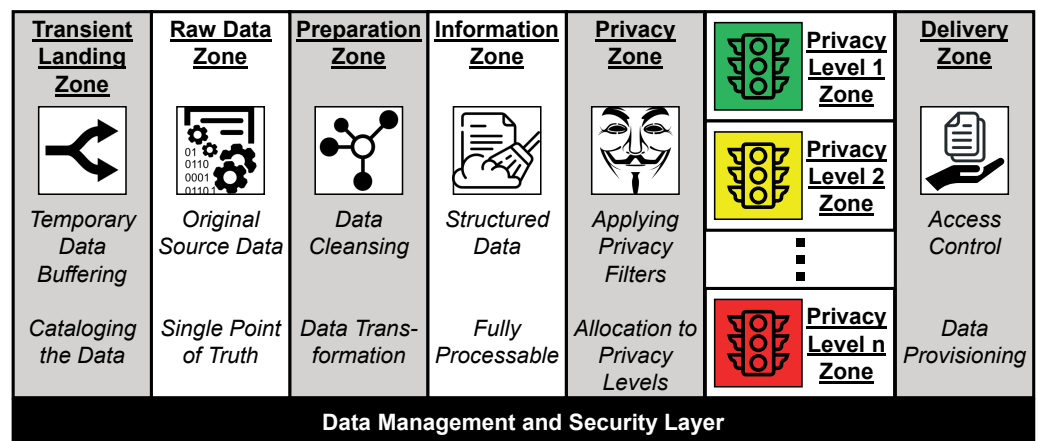 Transient
Landing
Zone
Temporary
Data
Buffering
Cataloging
the Data
Raw Data
Zone
01
0110
0001
01101
Original
Source Data
Single Point
of Truth
Preparation
Zone
Data
Cleansing
Data Trans-
formation
Information
Zone
Structured
Data
Fully
Processable
Privacy
Zone
Applying
Privacy
Filters
Allocation to
Privacy
Levels
Privacy
Level 1
Zone
Privacy
Level 2
Zone
Privacy
Level n
Zone
Delivery
Zone
Access
Control
Data
Provisioning
Data Management and Security Layer